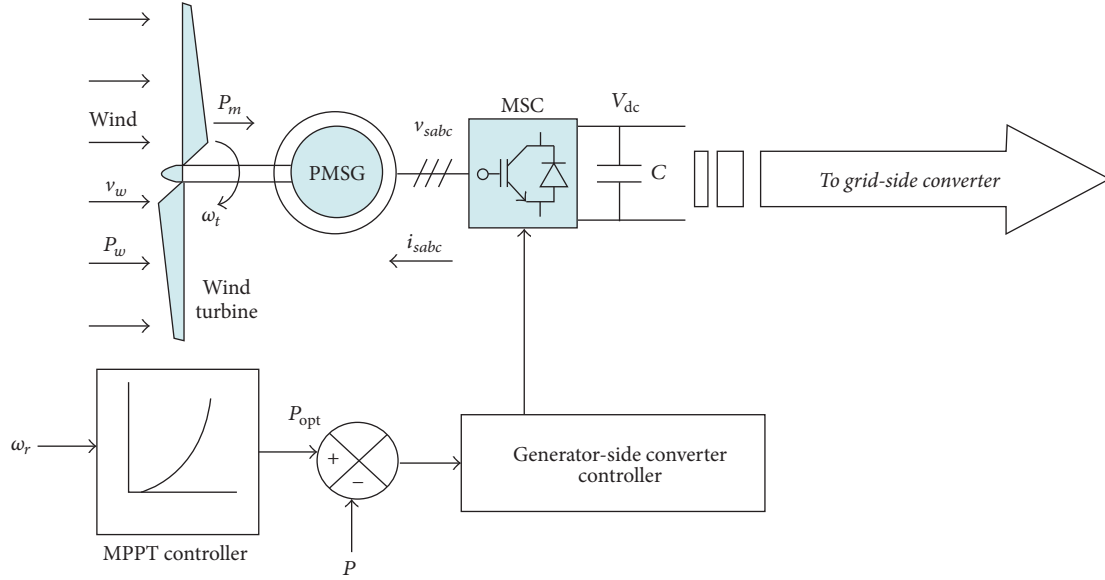 Wind
v_w
P_w
P_m
ω_t
Wind
turbine
PMSG
v_sabc
i_sabc
MSC
V_dc
C
To grid-side converter
ω_r
MPPT controller
P_opt
+
−
P
Generator-side converter
controller